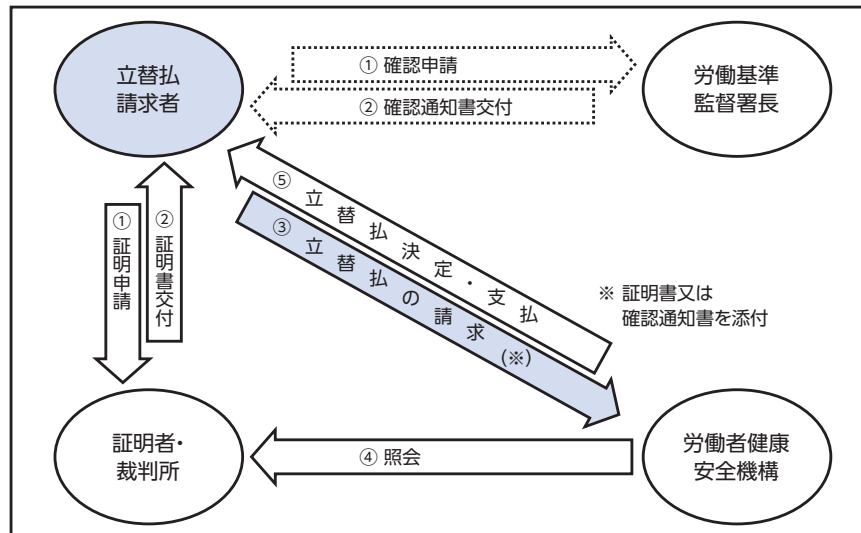 立替払
請求者
① 確認申請
② 確認通知書交付
労働基準
監督署長
⑤ 立替払決定・支払
③ 立替払の請求(※)
① 証明申請
② 証明書交付
※ 証明書又は
確認通知書を添付
証明者・
裁判所
④ 照会
労働者健康
安全機構